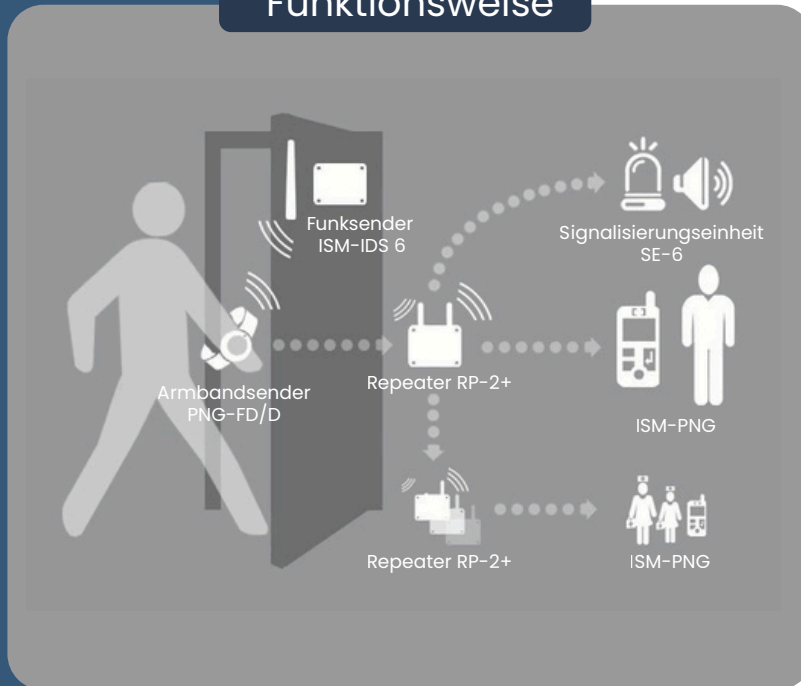 Funktionsweise
Funksender
ISM-IDS 6
Signalisierungseinheit
SE-6
Armbandsender
PNG-FD/D
Repeater RP-2+
ISM-PNG
Repeater RP-2+
ISM-PNG